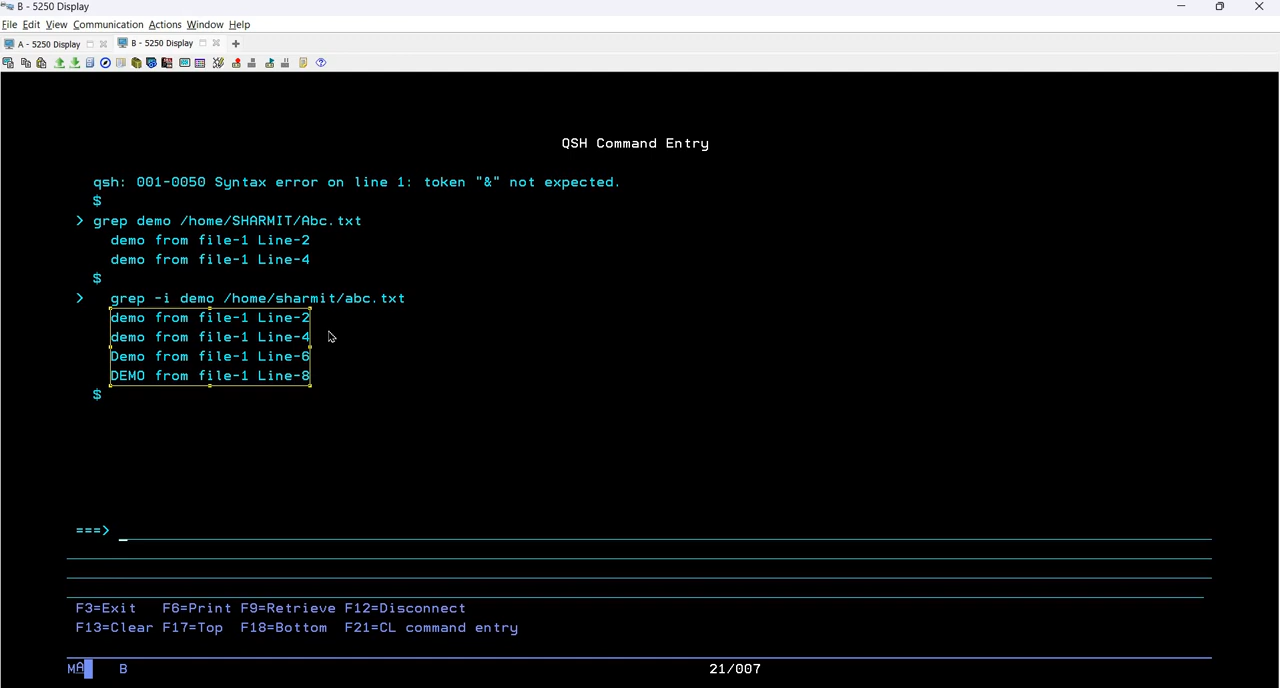 B - 5250 Display
File Edit View Communication Actions Window Help
A - 5250 Display B - 5250 Display
QSH Command Entry
qsh: 001-0050 Syntax error on line 1: token "&" not expected.
$
> grep demo /home/SHARMIT/Abc.txt
demo from file-1 Line-2
demo from file-1 Line-4
$
> grep -i demo /home/sharmit/abc.txt
demo from file-1 Line-2
demo from file-1 Line-4
Demo from file-1 Line-6
DEMO from file-1 Line-8
$
===> _
F3=Exit F6=Print F9=Retrieve F12=Disconnect
F13=Clear F17=Top F18=Bottom F21=CL command entry
MA B 21/007